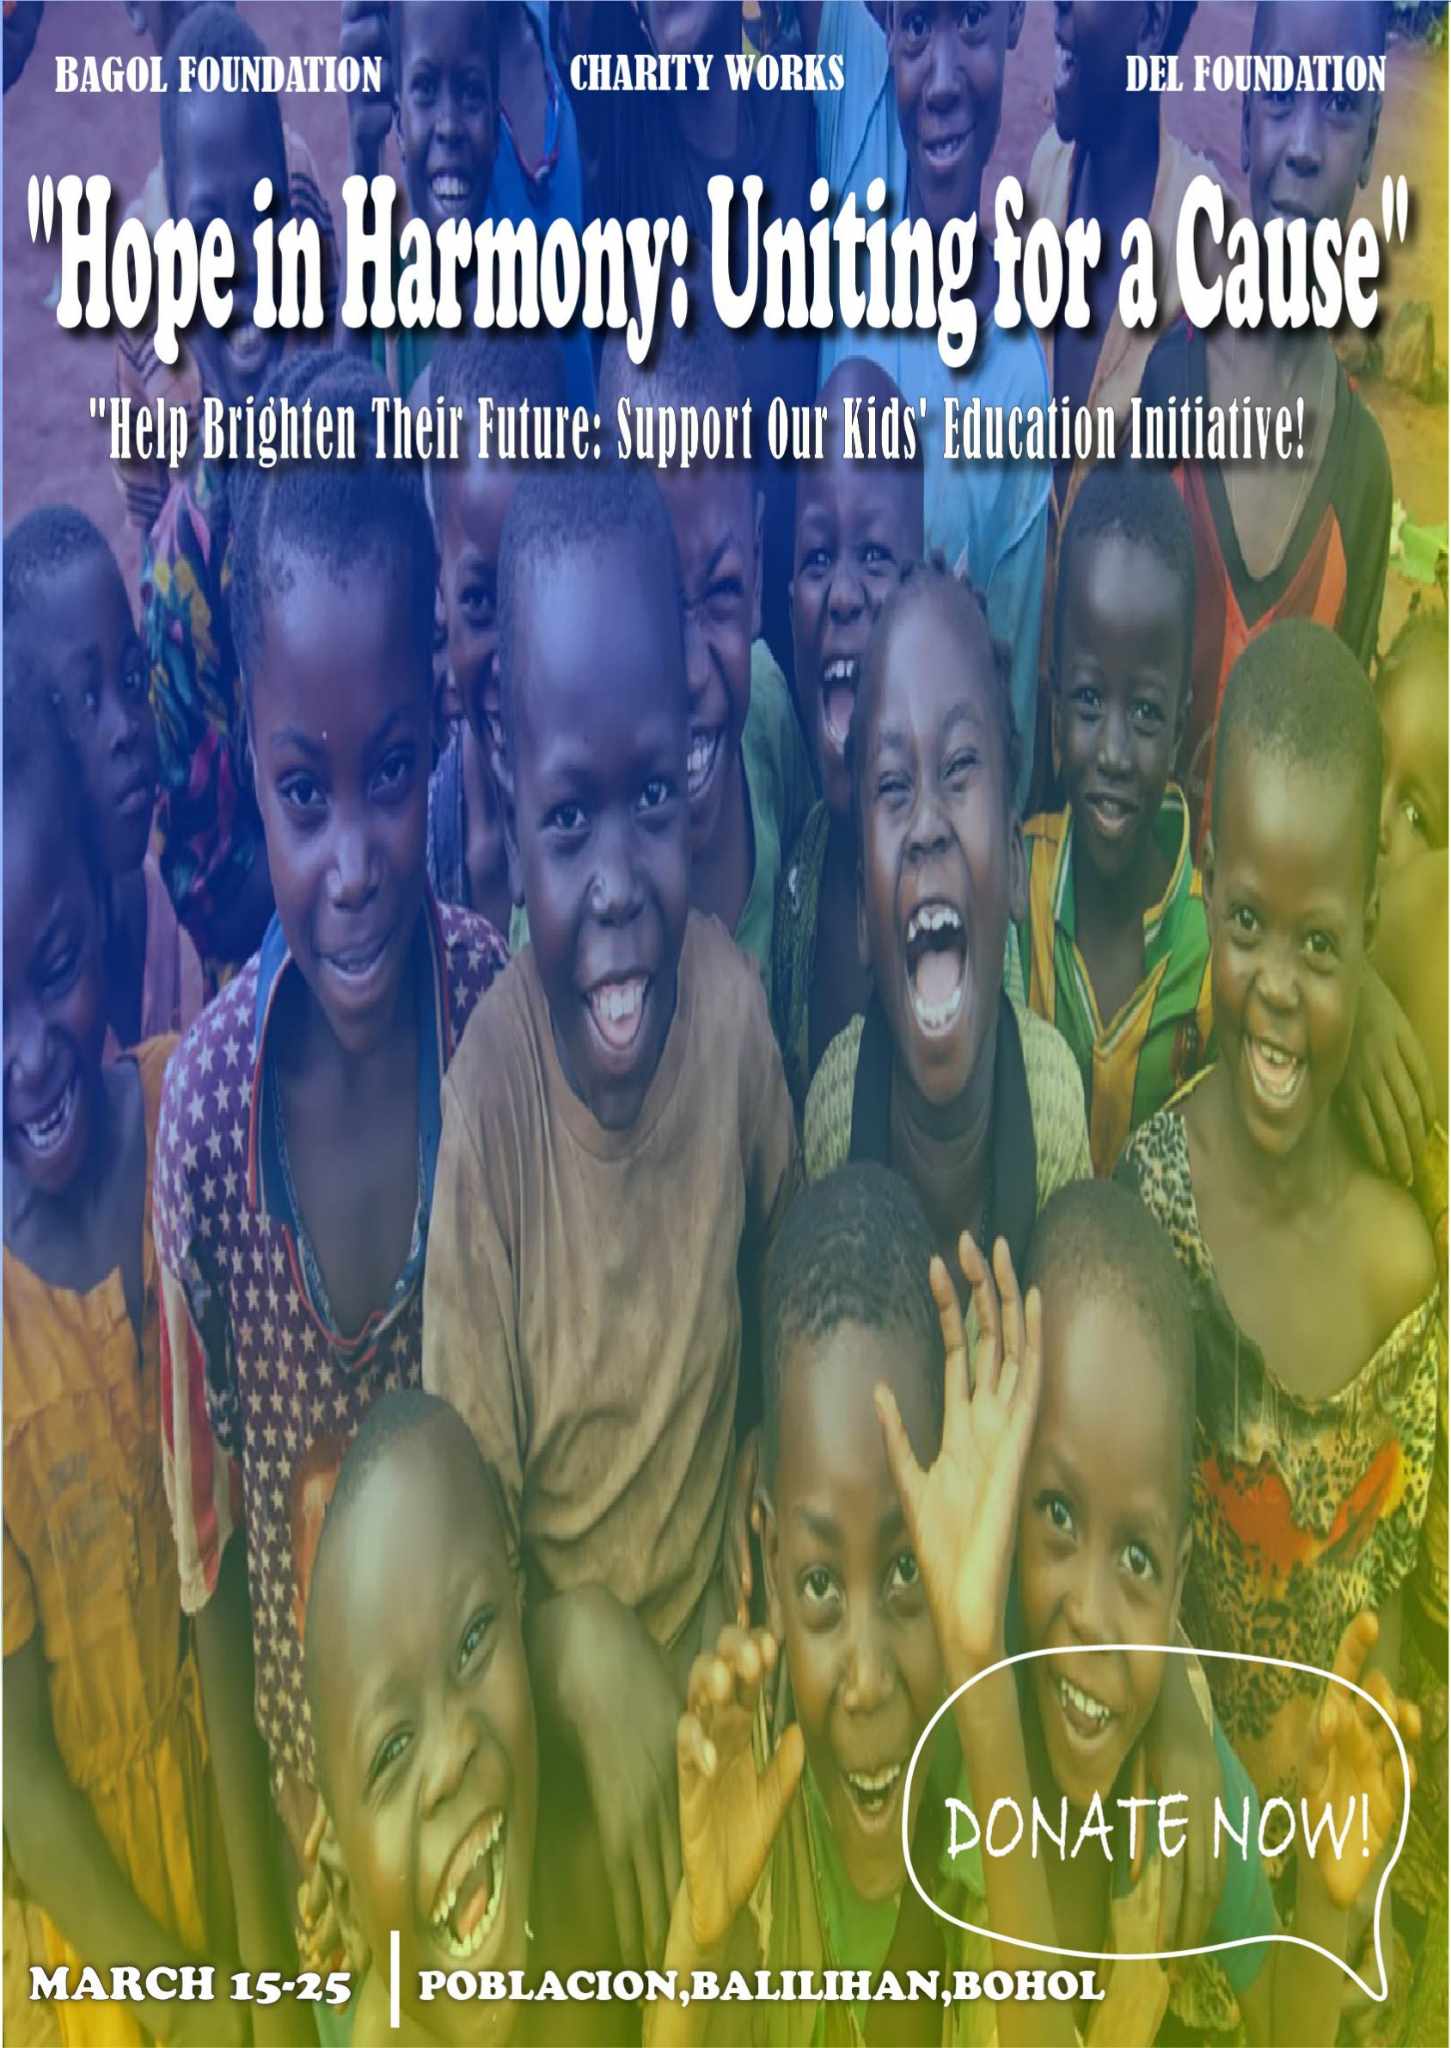 BAGOL FOUNDATION CHARITY WORKS DEL FOUNDATION
"Hope in Harmony: Uniting for a Cause"
"Help Brighten Their Future: Support Our Kids' Education Initiative!
DONATE NOW!
MARCH 15-25 | POBLACION,BALILIHAN,BOHOL